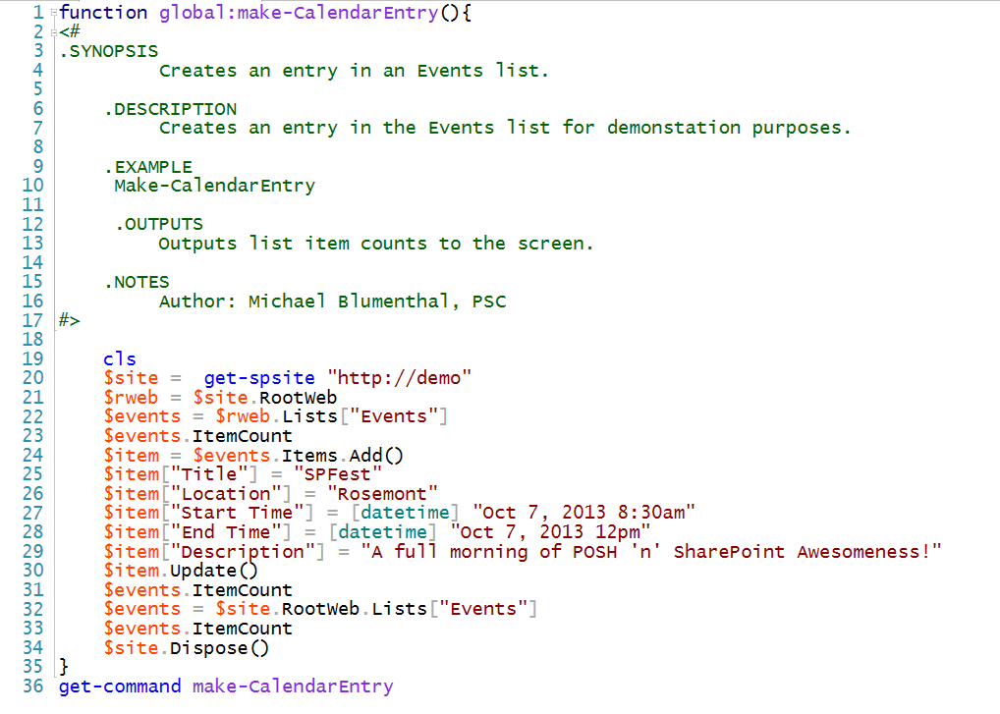 1 function global:make-CalendarEntry(){
2 <#
3 .SYNOPSIS
4 Creates an entry in an Events list.
5
6 .DESCRIPTION
7 Creates an entry in the Events list for demonstation purposes.
8
9 .EXAMPLE
10 Make-CalendarEntry
11
12 .OUTPUTS
13 Outputs list item counts to the screen.
14
15 .NOTES
16 Author: Michael Blumenthal, PSC
17 #>
18
19 cls
20 $site = get-spsite "http://demo"
21 $rweb = $site.RootWeb
22 $events = $rweb.Lists["Events"]
23 $events.ItemCount
24 $item = $events.Items.Add()
25 $item["Title"] = "SPFest"
26 $item["Location"] = "Rosemont"
27 $item["Start Time"] = [datetime] "Oct 7, 2013 8:30am"
28 $item["End Time"] = [datetime] "Oct 7, 2013 12pm"
29 $item["Description"] = "A full morning of POSH 'n' SharePoint Awesomeness!"
30 $item.Update()
31 $events.ItemCount
32 $events = $site.RootWeb.Lists["Events"]
33 $events.ItemCount
34 $site.Dispose()
35 }
36 get-command make-CalendarEntry